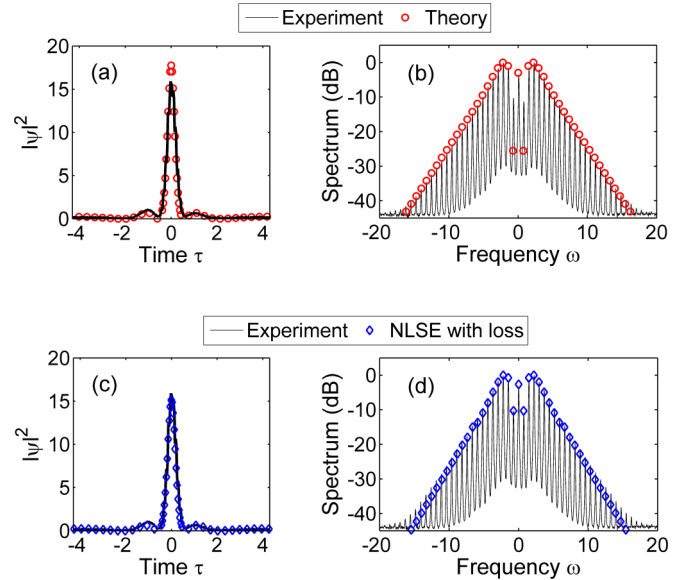 Experiment Theory
(a)
20
15
10
5
0
-4 -2 0 2 4
|ψ|²
Time τ
(b)
0
-10
-20
-30
-40
-20 -10 0 10 20
Spectrum (dB)
Frequency ω
Experiment NLSE with loss
(c)
20
15
10
5
0
-4 -2 0 2 4
|ψ|²
Time τ
(d)
0
-10
-20
-30
-40
-20 -10 0 10 20
Spectrum (dB)
Frequency ω